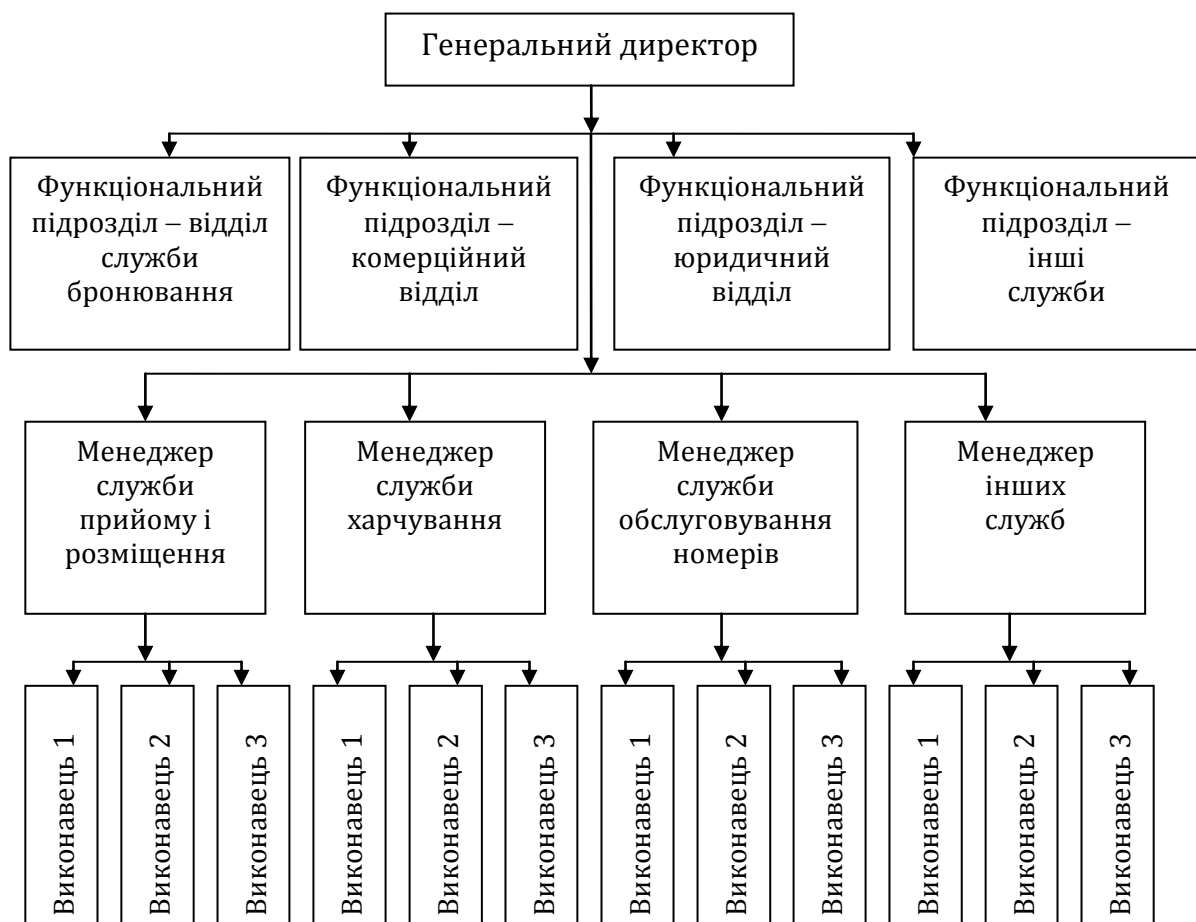 Генеральний директор
Функціональний
підрозділ – відділ
служби
бронювання
Функціональний
підрозділ –
комерційний
відділ
Функціональний
підрозділ –
юридичний
відділ
Функціональний
підрозділ –
інші
служби
Менеджер
служби
прийому і
розміщення
Менеджер
служби
харчування
Менеджер
служби
обслуговування
номерів
Менеджер
інших
служб
Виконавець 1
Виконавець 2
Виконавець 3
Виконавець 1
Виконавець 2
Виконавець 3
Виконавець 1
Виконавець 2
Виконавець 3
Виконавець 1
Виконавець 2
Виконавець 3